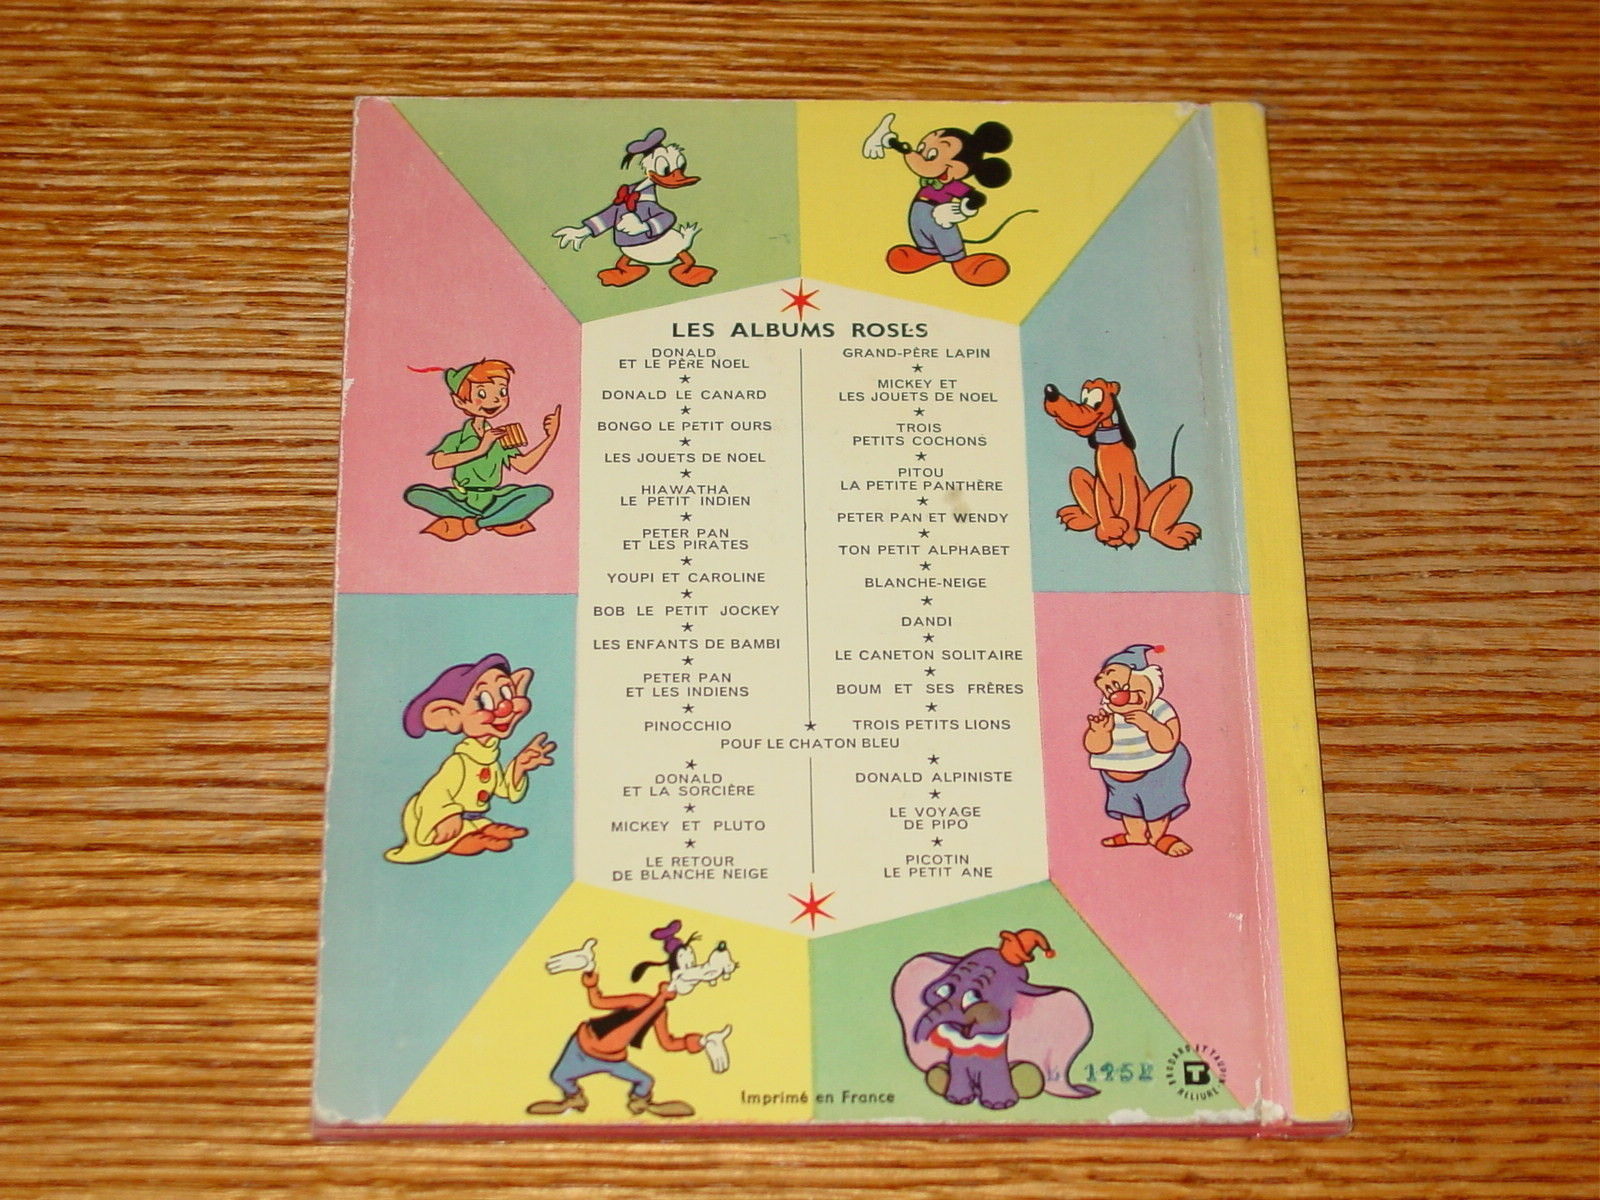 LES ALBUMS ROSES
DONALD
ET LE PÈRE NOEL
DONALD LE CANARD
BONGO LE PETIT OURS
LES JOUETS DE NOEL
HIAWATHA
LE PETIT INDIEN
PETER PAN
ET LES PIRATES
YOUPI ET CAROLINE
BOB LE PETIT JOCKEY
LES ENFANTS DE BAMBI
PETER PAN
ET LES INDIENS
PINOCCHIO
GRAND-PÈRE LAPIN
MICKEY ET
LES JOUETS DE NOEL
TROIS
PETITS COCHONS
PITOU
LA PETITE PANTHÈRE
PETER PAN ET WENDY
TON PETIT ALPHABET
BLANCHE-NEIGE
DANDI
LE CANETON SOLITAIRE
BOUM ET SES FRÈRES
TROIS PETITS LIONS
POUF LE CHATON BLEU
DONALD
ET LA SORCIÈRE
MICKEY ET PLUTO
LE RETOUR
DE BLANCHE NEIGE
DONALD ALPINISTE
LE VOYAGE
DE PIPO
PICOTIN
LE PETIT ANE
Imprimé en France
BRODARD ET TAUPIN
RELIURE